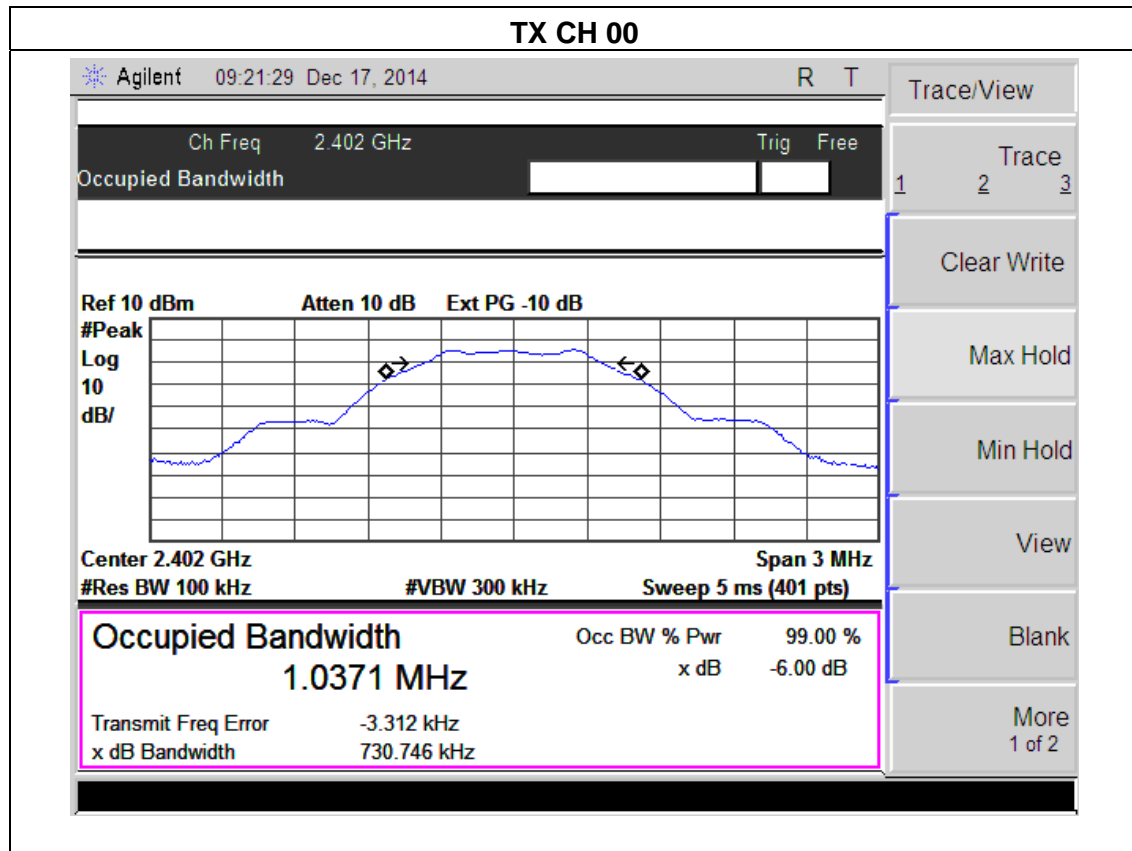 TX CH 00
Agilent 09:21:29 Dec 17, 2014 R T
Trace/View
Ch Freq 2.402 GHz Trig Free
Occupied Bandwidth
Trace
1 2 3
Clear Write
Max Hold
Min Hold
View
Blank
More
1 of 2
Ref 10 dBm Atten 10 dB Ext PG -10 dB
#Peak
Log
10
dB/
Center 2.402 GHz Span 3 MHz
#Res BW 100 kHz #VBW 300 kHz Sweep 5 ms (401 pts)
Occupied Bandwidth Occ BW % Pwr 99.00 %
1.0371 MHz x dB -6.00 dB
Transmit Freq Error -3.312 kHz
x dB Bandwidth 730.746 kHz